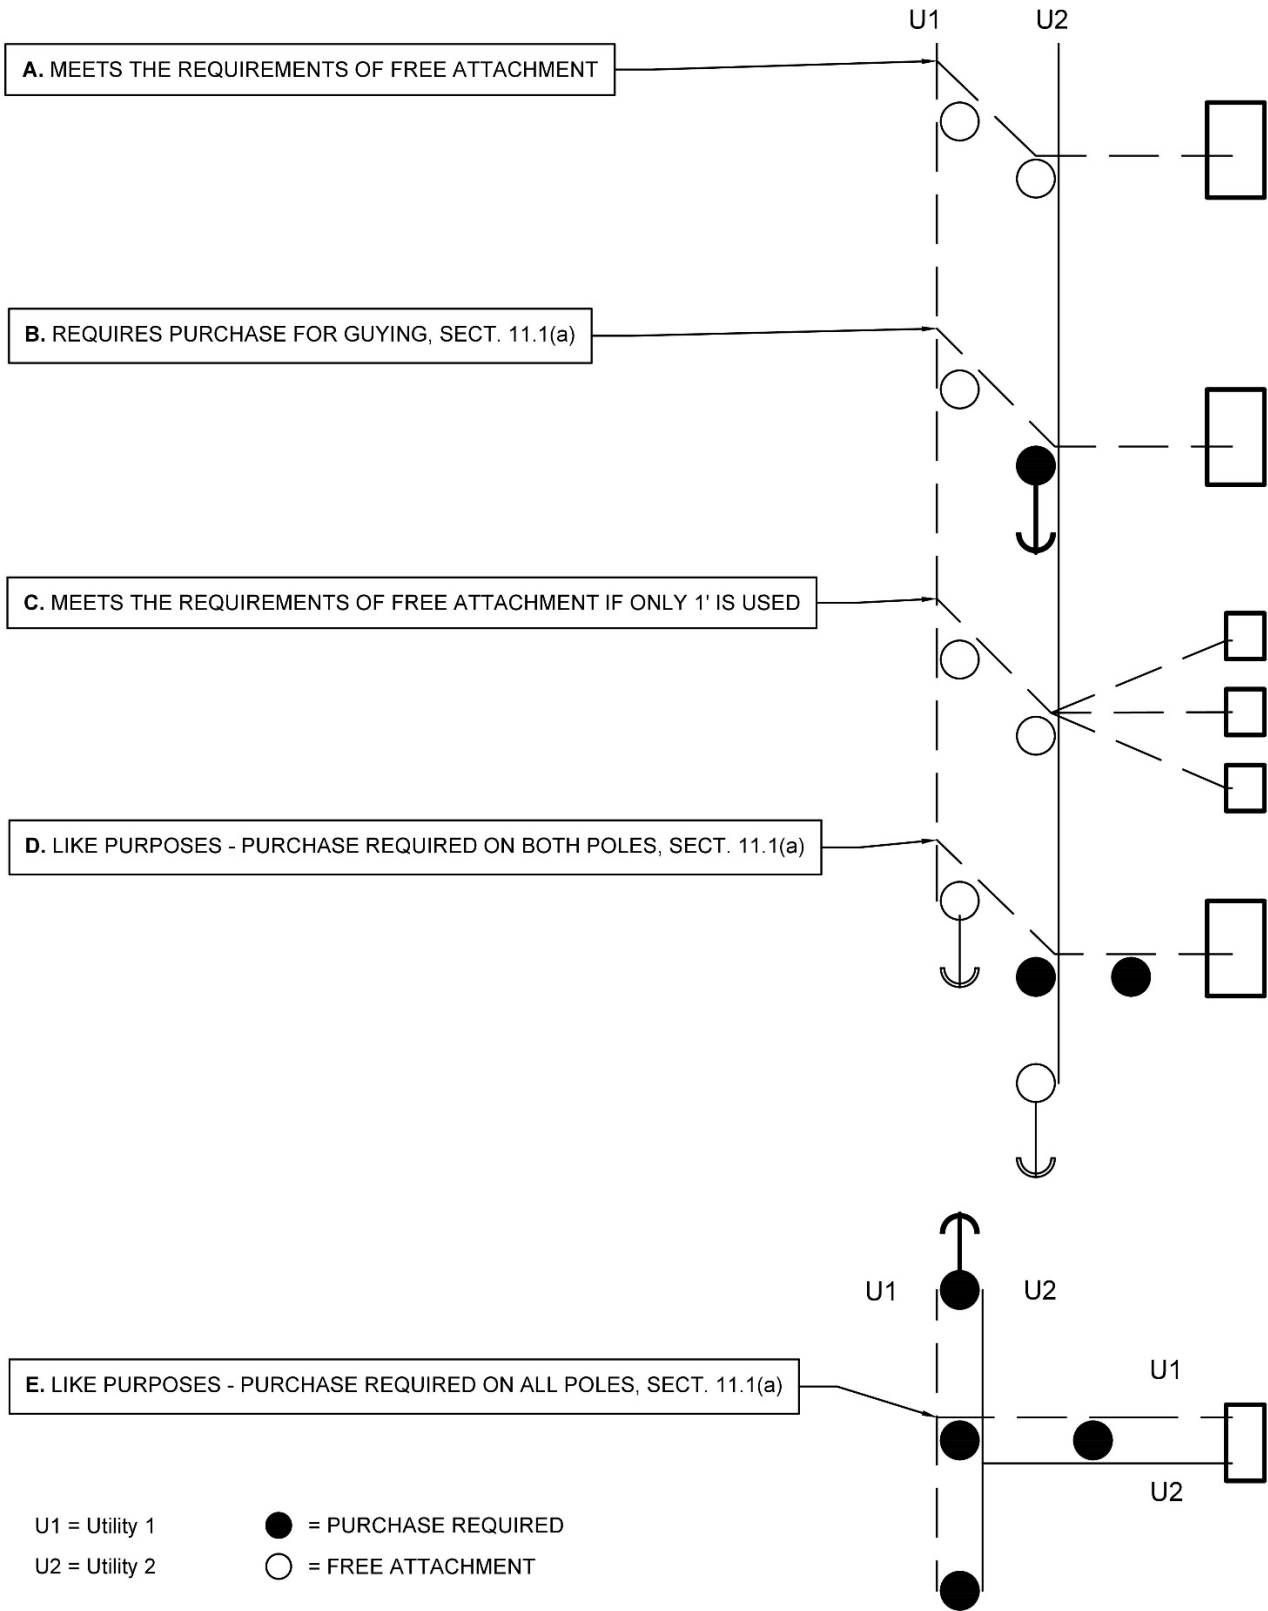 U1 U2
A. MEETS THE REQUIREMENTS OF FREE ATTACHMENT
B. REQUIRES PURCHASE FOR GUYING, SECT. 11.1(a)
C. MEETS THE REQUIREMENTS OF FREE ATTACHMENT IF ONLY 1' IS USED
D. LIKE PURPOSES - PURCHASE REQUIRED ON BOTH POLES, SECT. 11.1(a)
U1 U2
U1
E. LIKE PURPOSES - PURCHASE REQUIRED ON ALL POLES, SECT. 11.1(a)
U2
U1 = Utility 1 = PURCHASE REQUIRED
U2 = Utility 2 = FREE ATTACHMENT